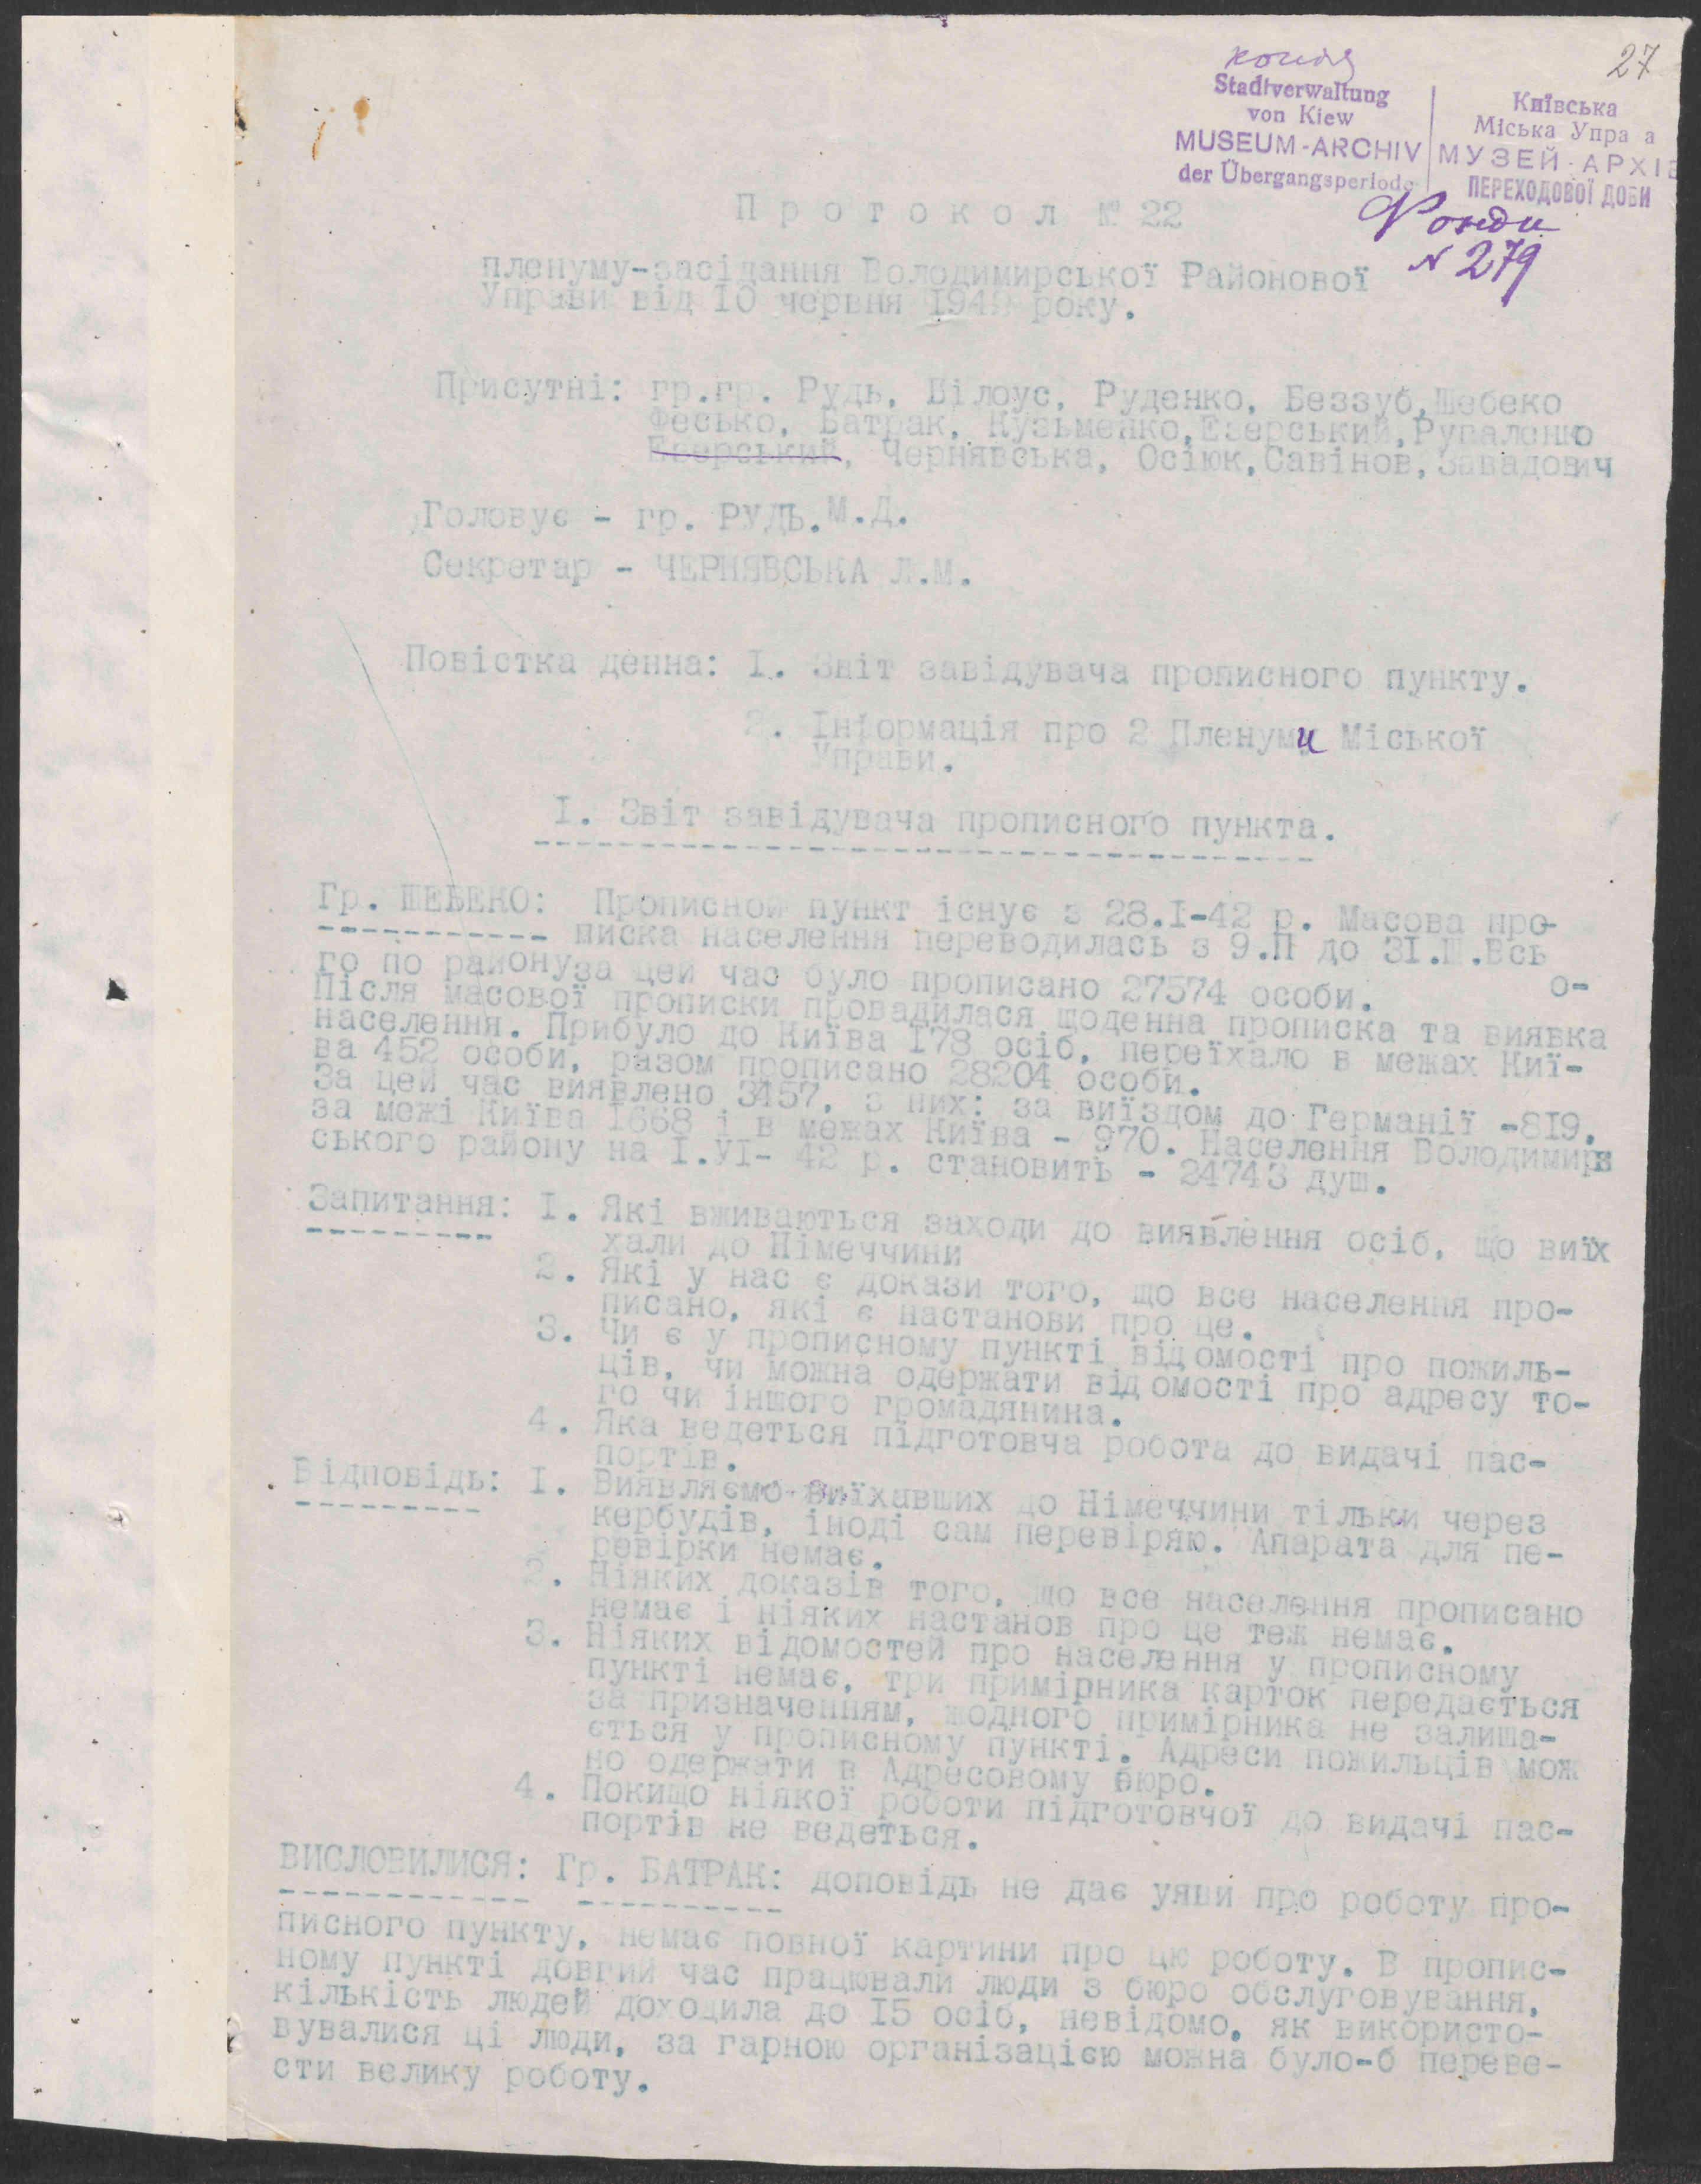 27
копія
Stadtverwaltung
von Kiew
MUSEUM-ARCHIV
der Übergangsperiode
Київська
Міська Упра а
МУЗЕЙ-АРХІВ
ПЕРЕХОДОВОЇ ДОБИ
Фонди
N 279
Протокол № 22
пленуму-засідання Володимирської Районової
Управи від 10 червня 1942 року.
Присутні: гр.гр. Рудь, Білоус, Руденко, Беззуб, Шебеко
Фесько, Батрак, Кузьменко, Езерський, Рупаленко
Езерський, Чернявська, Осіюк, Савінов, Завадович
Головує - гр. РУДЬ.М.Д.
Секретар - ЧЕРНЯВСЬКА Л.М.
Повістка денна: I. Звіт завідувача прописного пункту.
2. Інформація про 2 Пленуми Міської
Управи.
I. Звіт завідувача прописного пункта.
Гр. ШЕБЕКО: Прописной пункт існує з 28.I-42 р. Масова про-
писка населення переводилась з 9.П до 3I.Ш.Всь
о-
го по району за цей час було прописано 27574 особи.
Після масової прописки провадилася щоденна прописка та виявка
населення. Прибуло до Київа I78 осіб, переїхало в межах Киї-
ва 452 особи, разом прописано 28204 особи.
За цей час виявлено 3457, з них: за виїздом до Германії -8I9,
за межі Київа I668 і в межах Київа - 970. Населення Володимирв
ського району на I.УI- 42 р. становить - 24743 душ.
Запитання: I. Які вживаються заходи до виявлення осіб, що виїх
хали до Німеччини
2. Які у нас є докази того, що все населення про-
писано, які є настанови про це.
3. Чи є у прописному пункті відомості про пожиль-
ців, чи можна одержати відомості про адресу то-
го чи іншого громадянина.
4. Яка ведеться підготовча робота до видачі пас-
портів.
Відповідь: I. Виявляємо виїхавших до Німеччини тільки через
кербудів, іноді сам перевіряю. Апарата для пе-
ревірки немає.
2. Ніяких доказів того, що все населення прописано
немає і ніяких настанов про це теж немає.
3. Ніяких відомостей про населення у прописному
пункті немає, три примірника карток передається
за призначенням, жодного примірника не залиша-
ється у прописному пункті. Адреси пожильців мож
но одержати в Адресовому бюро.
4. Покищо ніякої роботи підготовчої до видачі пас-
портів не ведеться.
ВИСЛОВИЛИСЯ: Гр. БАТРАК: доповідь не дає уяви про роботу про-
писного пункту, немає повної картини про цю роботу. В пропис-
ному пункті довгий час працювали люди з бюро обслуговування,
кількість людей доходила до I5 осіб, невідомо, як використо-
вувалися ці люди, за гарною організацією можна було-б переве-
сти велику роботу.